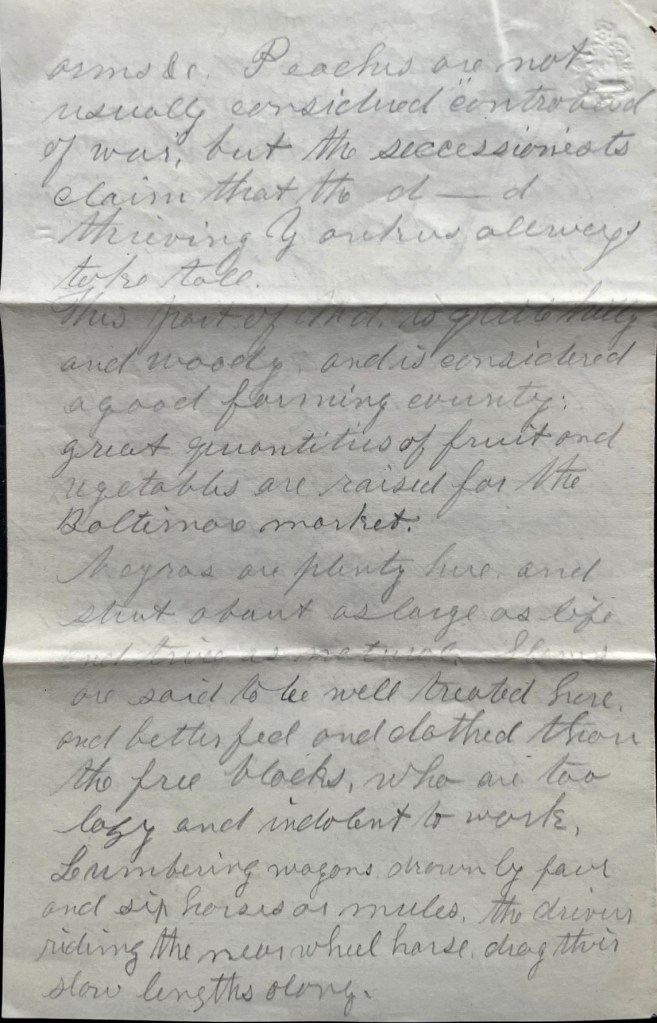 arms &c. Peaches are not
usually considered "contraband
of war", but the seccessionests
claim that the d — d
thieving Yankees allways
take tole.
This part of Md. is quite hilly
and woody, and is considered
a good farming county;
great quantities of fruit and
vegetables are raised for the
Baltimore market.
Negros are plenty here, and
strut about as large as life
and twice as natural. Slaves
are said to be well treated here,
and better fed and clothed than
the free blacks, who are too
lazy and indolent to work.
Lumbering wagons drawn by four
and six horses or mules, the drivers
riding the near wheel horse, drag their
slow lengths along.